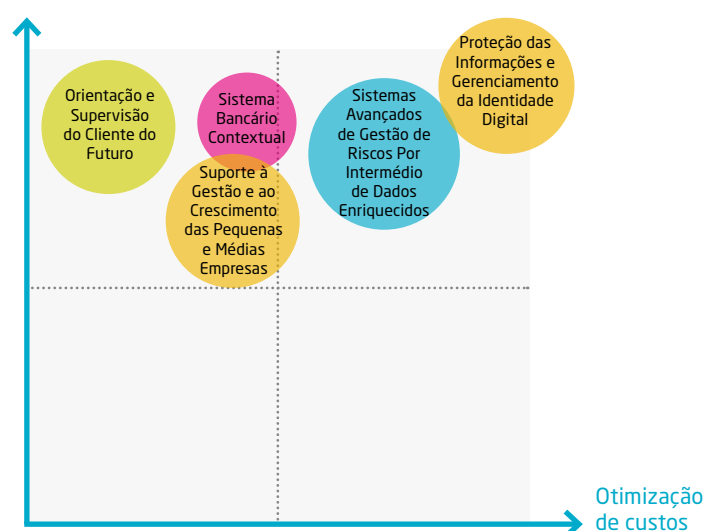 Orientação e
Supervisão
do Cliente do
Futuro
Sistema
Bancário
Contextual
Suporte à
Gestão e ao
Crescimento
das Pequenas
e Médias
Empresas
Sistemas
Avançados
de Gestão de
Riscos Por
Intermédio
de Dados
Enriquecidos
Proteção das
Informações e
Gerenciamento
da Identidade
Digital
Otimização
de custos